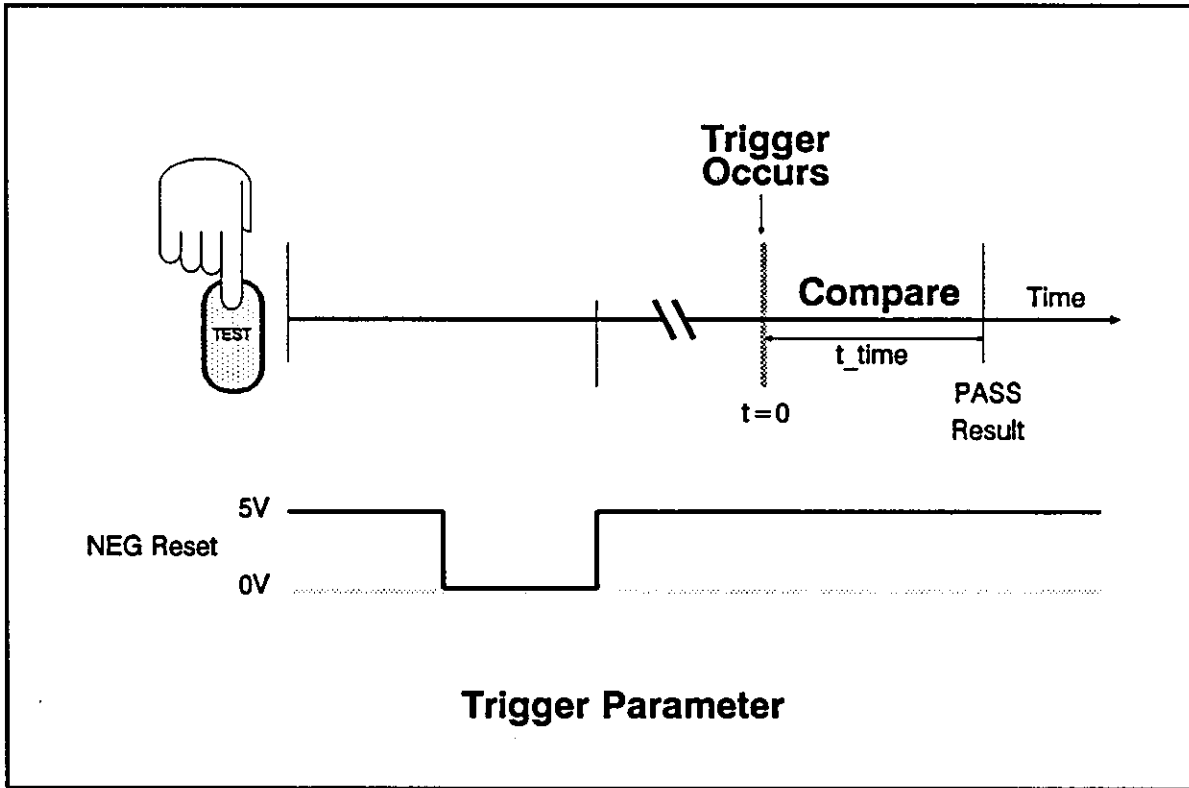 Trigger
Occurs
TEST
Compare
Time
t_time
t=0
PASS
Result
5V
NEG Reset
0V
Trigger Parameter